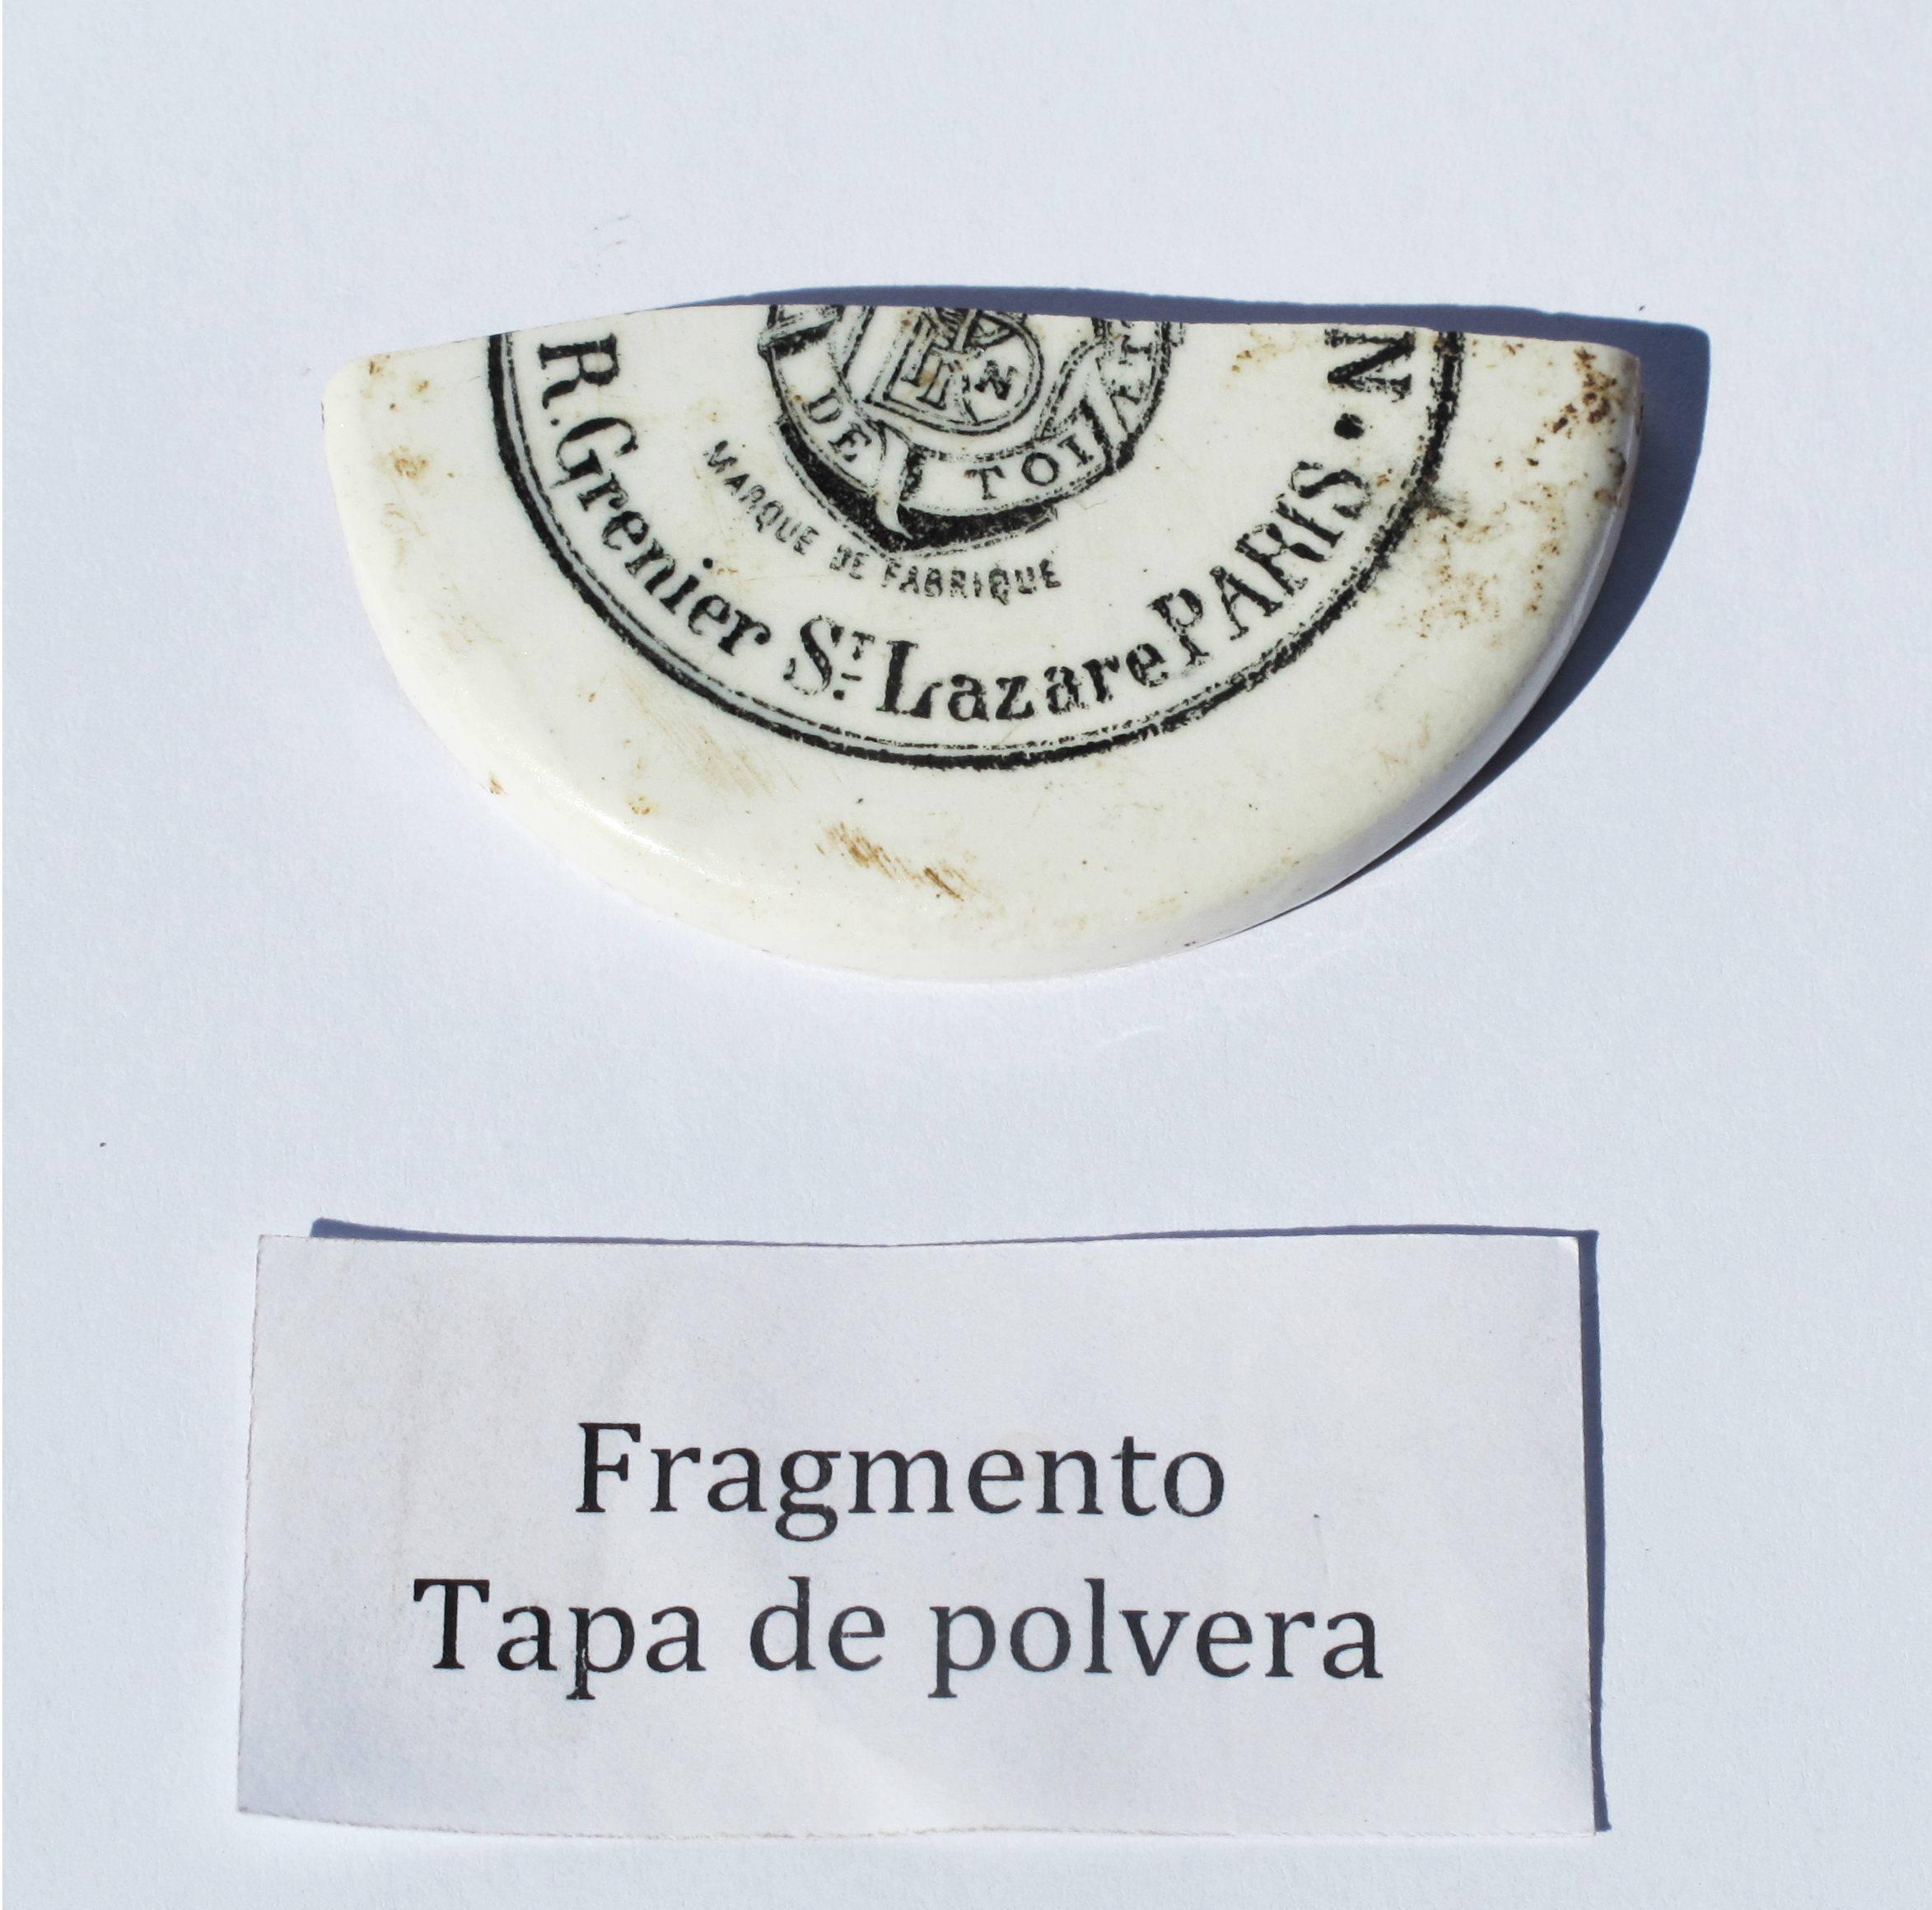 R. Grenier ST. Lazare PARIS • N
DE TOI
MARQUE DE FABRIQUE
Fragmento
Tapa de polvera